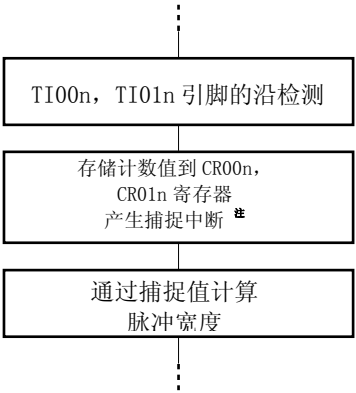 TI00n，TI01n 引脚的沿检测
存储计数值到 CR00n，
CR01n 寄存器
产生捕捉中断 注
通过捕捉值计算
脉冲宽度